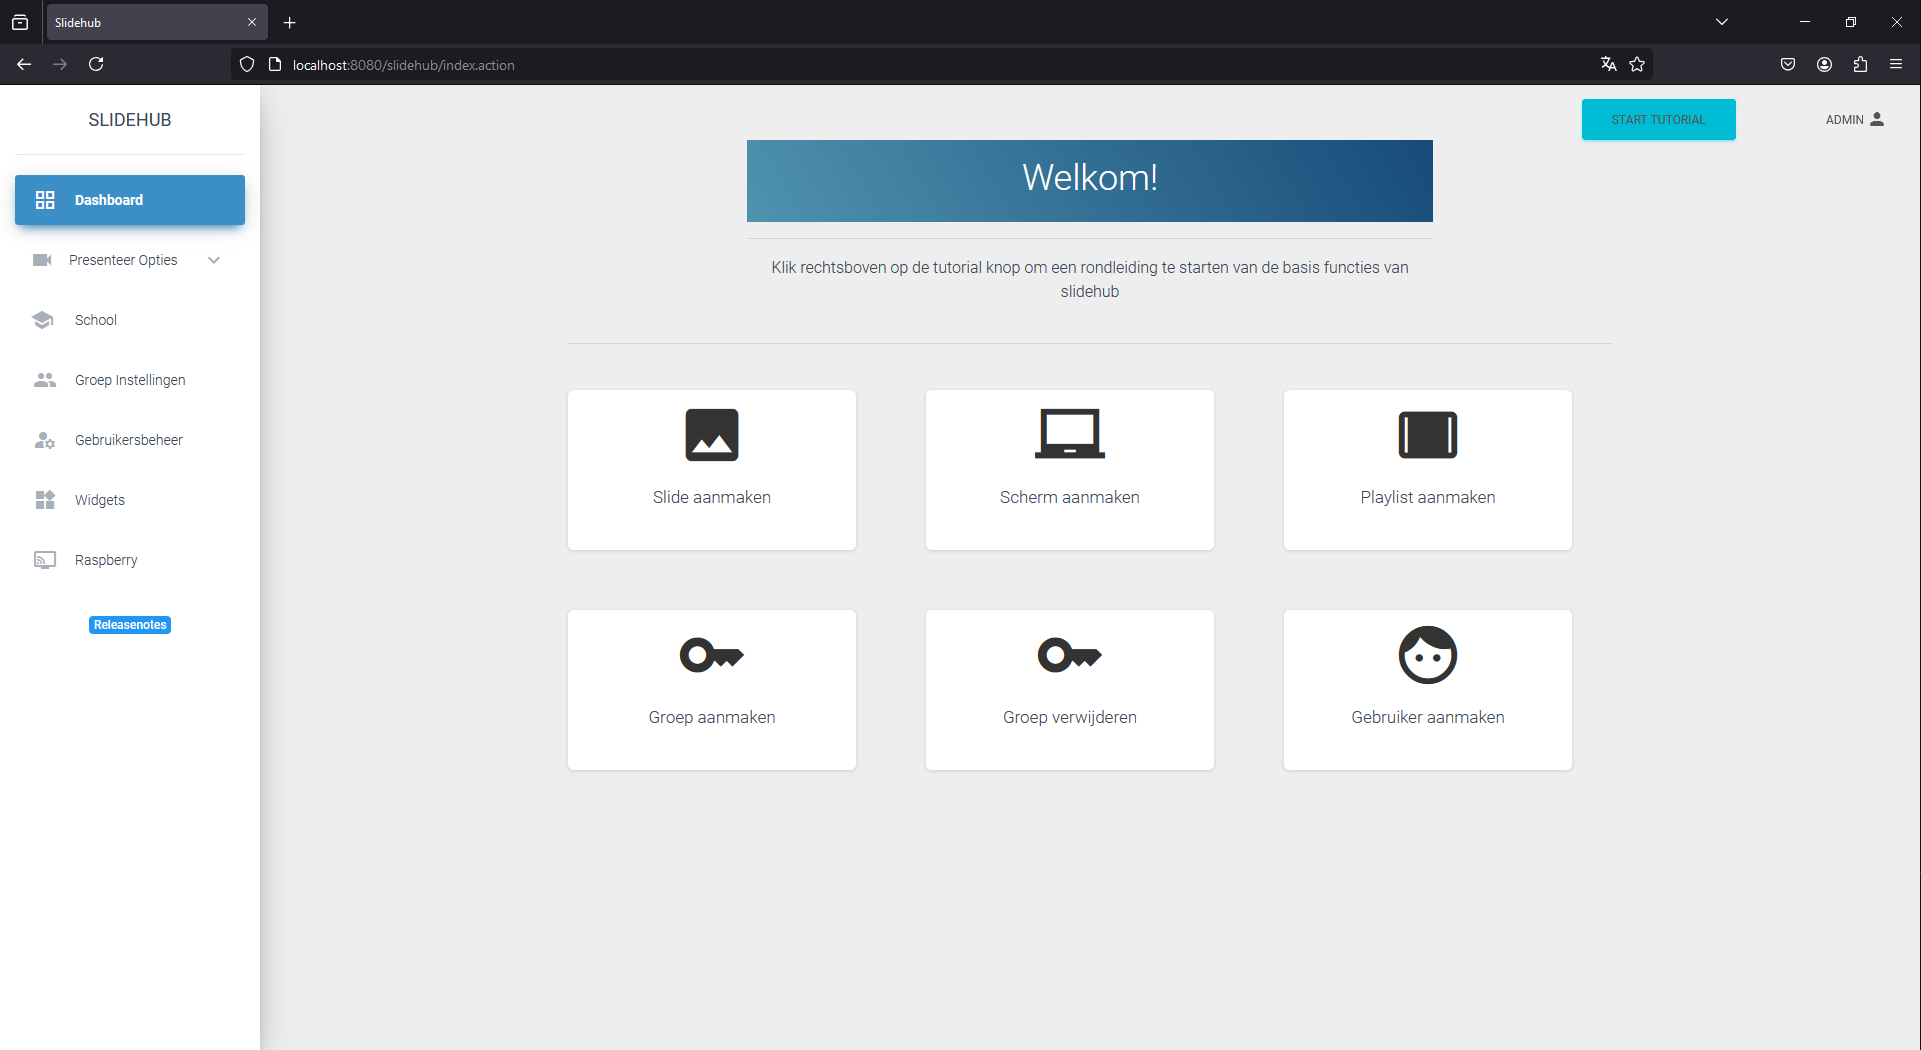 Slidehub
localhost:8080/slidehub/index.action
SLIDEHUB
START TUTORIAL
ADMIN
Dashboard
Presenteer Opties
School
Groep Instellingen
Gebruikersbeheer
Widgets
Raspberry
Releasenotes
Welkom!
Klik rechtsboven op de tutorial knop om een rondleiding te starten van de basis functies van
slidehub
Slide aanmaken
Scherm aanmaken
Playlist aanmaken
Groep aanmaken
Groep verwijderen
Gebruiker aanmaken